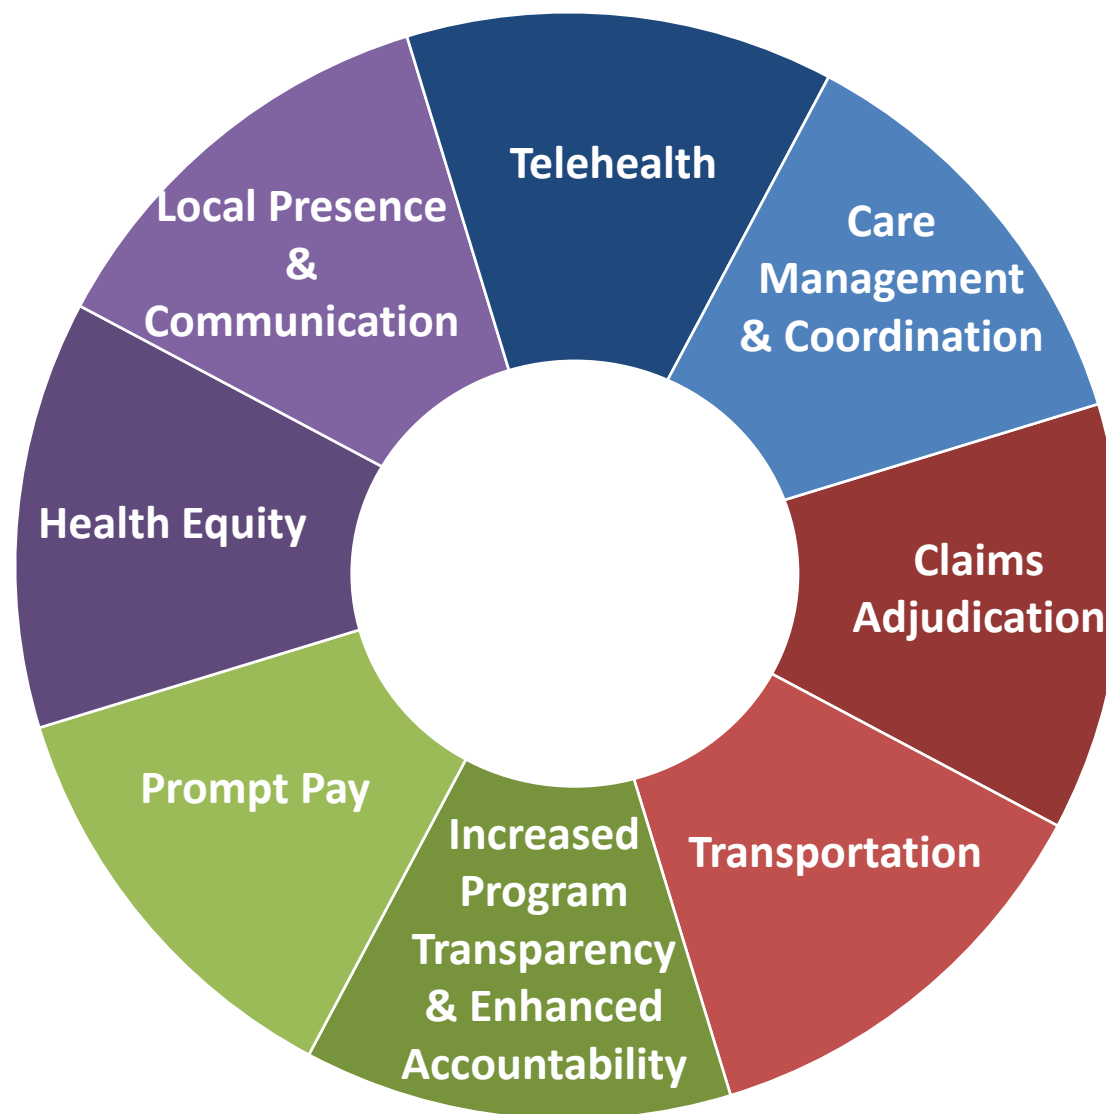 Telehealth
Care
Management
& Coordination
Claims
Adjudication
Transportation
Increased
Program
Transparency
& Enhanced
Accountability
Prompt Pay
Health Equity
Local Presence
&
Communication